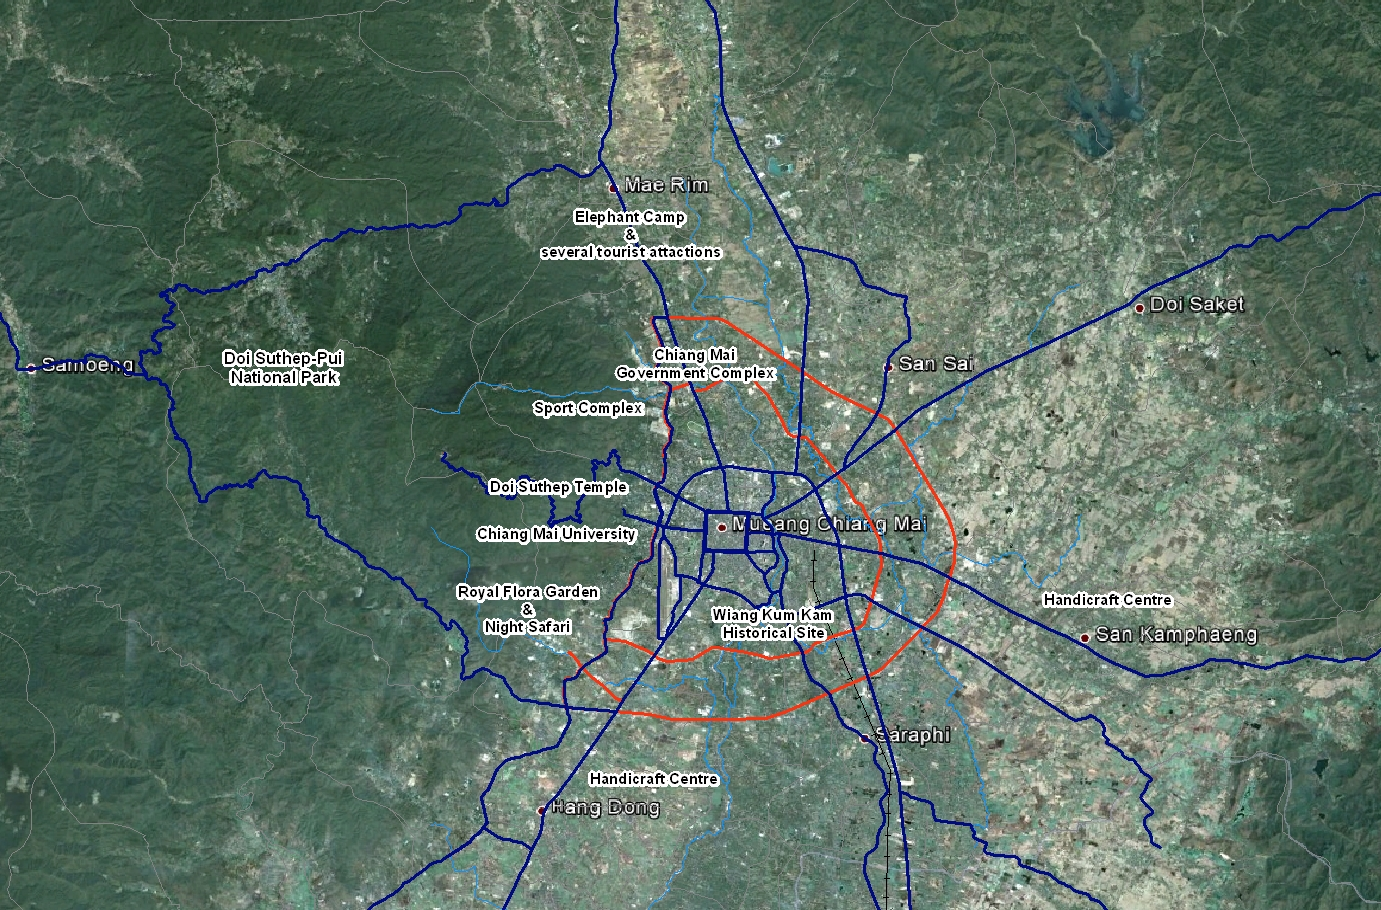 Mae Rim
Elephant Camp
&
several tourist attactions
Doi Saket
Chiang Mai
Government Complex
Samoeng
Doi Suthep-Pui
National Park
San Sai
Sport Complex
Doi Suthep Temple
Mueang Chiang Mai
Chiang Mai University
Royal Flora Garden
&
Night Safari
Wiang Kum Kam
Historical Site
Handicraft Centre
San Kamphaeng
Saraphi
Handicraft Centre
Hang Dong